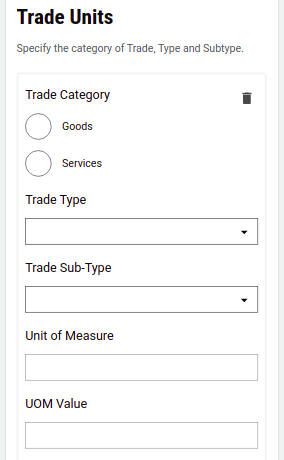 Trade Units
Specify the category of Trade, Type and Subtype.
Trade Category
Goods
Services
Trade Type
Trade Sub-Type
Unit of Measure
UOM Value